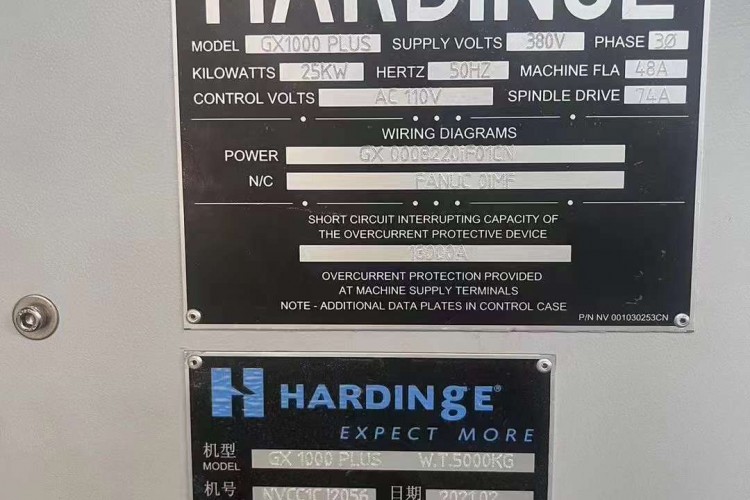 HARDINGE
MODEL GX1000 PLUS SUPPLY VOLTS 380V PHASE 3Ø
KILOWATTS 25KW HERTZ 50HZ MACHINE FLA 48A
CONTROL VOLTS AC 110V SPINDLE DRIVE 74A
WIRING DIAGRAMS
POWER GX
N/C FANUC 0IMF
SHORT CIRCUIT INTERRUPTING CAPACITY OF
THE OVERCURRENT PROTECTIVE DEVICE
OVERCURRENT PROTECTION PROVIDED
AT MACHINE SUPPLY TERMINALS
NOTE - ADDITIONAL DATA PLATES IN CONTROL CASE
P/N NV 001030253CN
H HARDINGE®
EXPECT MORE
机型
MODEL GX 1000 PLUS W.T.5000KG
机号 NVCC1C12056 日期 2021.02